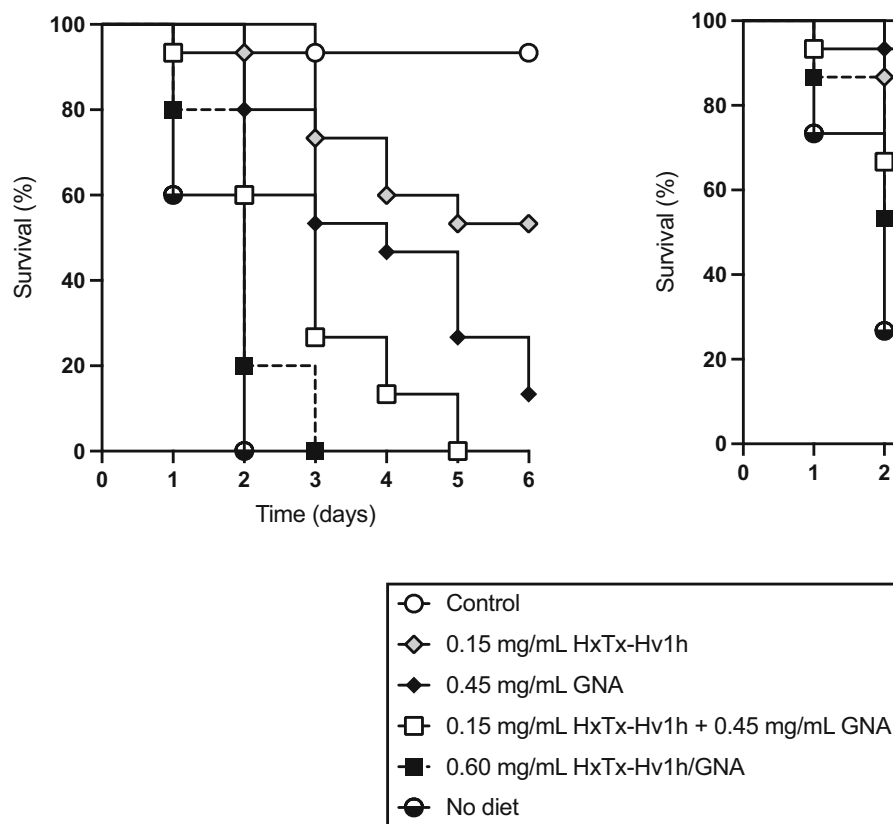 100
80
60
40
20
0
Survival (%)
0 1 2 3 4 5 6
Time (days)
100
80
60
40
20
0
Survival (%)
0 1 2
Control
0.15 mg/mL HxTx-Hv1h
0.45 mg/mL GNA
0.15 mg/mL HxTx-Hv1h + 0.45 mg/mL GNA
0.60 mg/mL HxTx-Hv1h/GNA
No diet